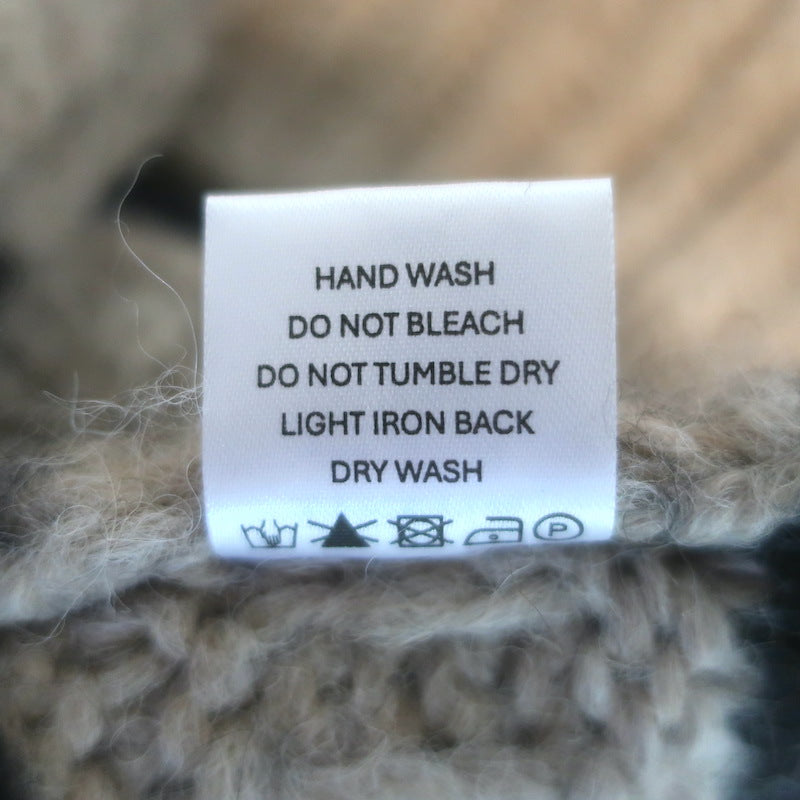 HAND WASH
DO NOT BLEACH
DO NOT TUMBLE DRY
LIGHT IRON BACK
DRY WASH
P